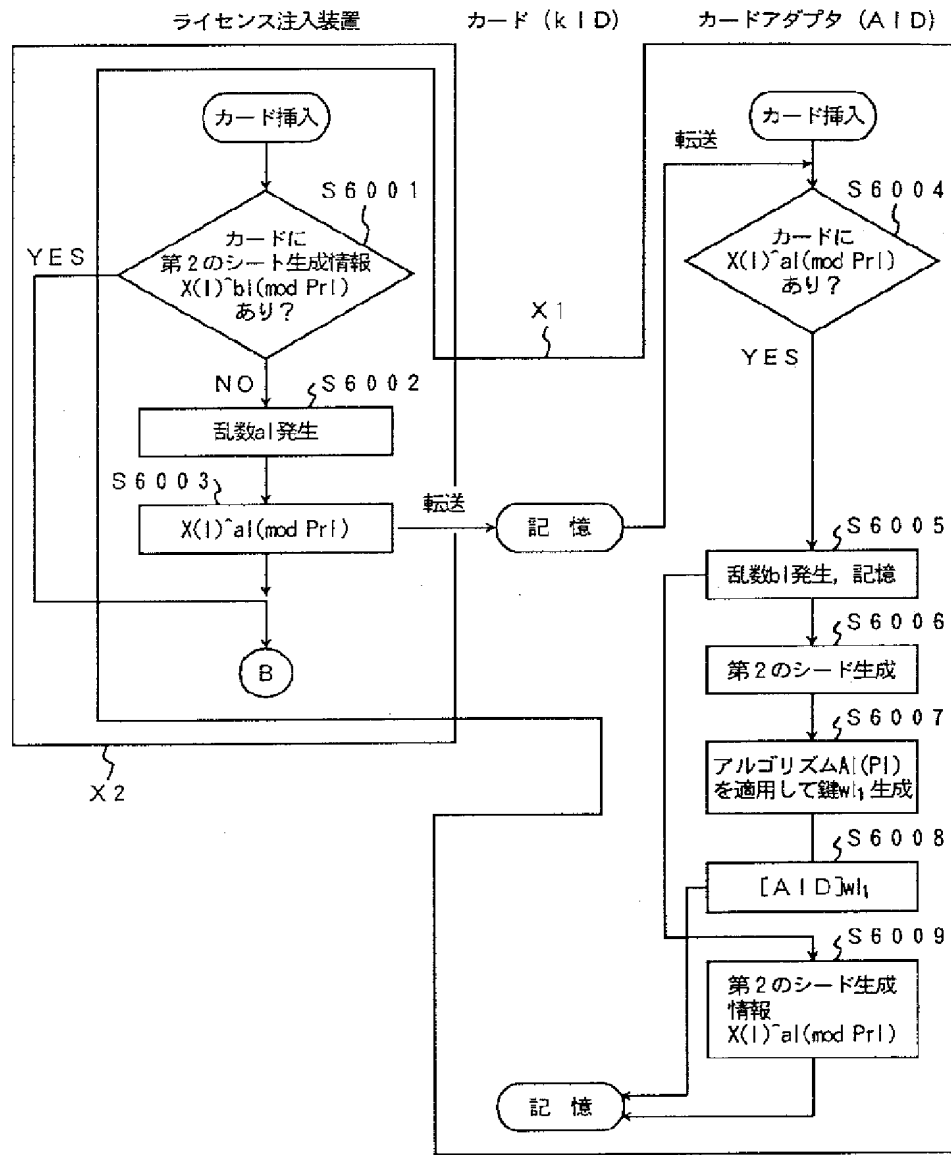 ライセンス注入装置
カード (kID)
カードアダプタ (AID)
カード挿入
S6001
カードに
第2のシート生成情報
X(I)^bI(mod PrI)
あり?
YES
NO
S6002
乱数aI発生
S6003
X(I)^aI(mod PrI)
転送
B
X2
X1
記 憶
転送
カード挿入
S6004
カードに
X(I)^aI(mod PrI)
あり?
YES
S6005
乱数bI発生, 記憶
S6006
第2のシード生成
S6007
アルゴリズムAI(PI)
を適用して鍵wI₁生成
S6008
[AID]wI₁
S6009
第2のシード生成
情報
X(I)^aI(mod PrI)
記 憶